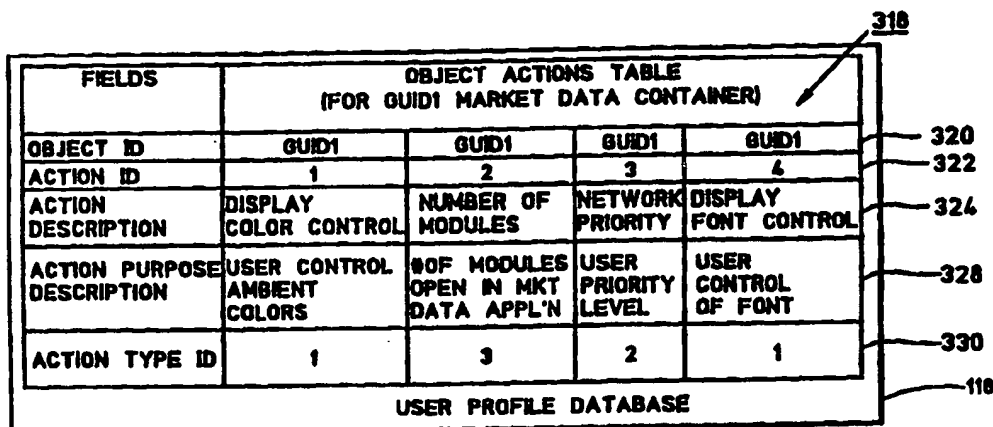 318
FIELDS
OBJECT ACTIONS TABLE
(FOR GUID1 MARKET DATA CONTAINER)
OBJECT ID GUID1 GUID1 GUID1 GUID1 320
ACTION ID 1 2 3 4 322
ACTION DESCRIPTION
DISPLAY COLOR CONTROL
NUMBER OF MODULES
NETWORK PRIORITY
DISPLAY FONT CONTROL
324
ACTION PURPOSE DESCRIPTION
USER CONTROL AMBIENT COLORS
#OF MODULES OPEN IN MKT DATA APPL'N
USER PRIORITY LEVEL
USER CONTROL OF FONT
328
ACTION TYPE ID 1 3 2 1 330
USER PROFILE DATABASE
118